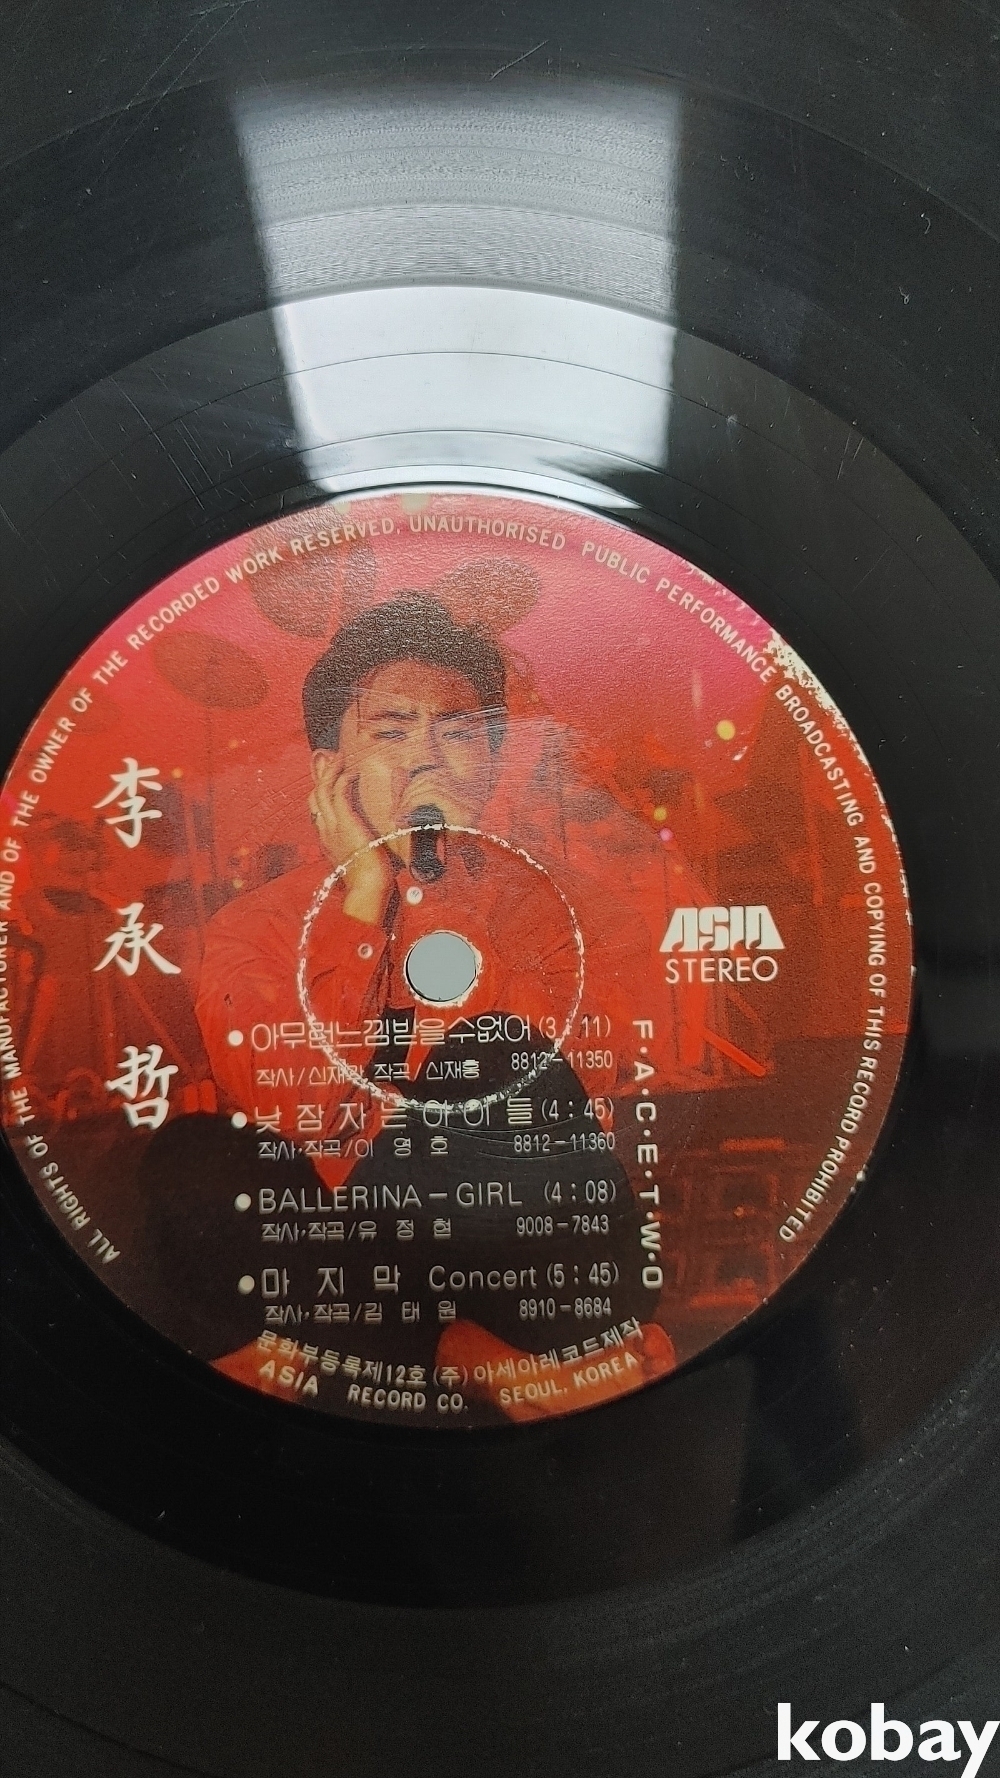 ALL RIGHTS OF THE MANUFACTURER AND OF THE OWNER OF THE RECORDED WORK RESERVED, UNAUTHORISED PUBLIC PERFORMANCE BROADCASTING AND COPYING OF THIS RECORD PROHIBITED
李承哲
ASIA
STEREO
F·A·C·E·T·W·O
•아무런느낌받을수없어 (3:11)
작사/신재각 작곡/신재홍 8812-11350
•낮잠자는아이들 (4:45)
작사·작곡/이영호 8812-11360
•BALLERINA-GIRL (4:08)
작사·작곡/유정현 9008-7843
•마지막 Concert (5:45)
작사·작곡/김태원 8910-8684
문화부등록제12호 (주)아세아레코드제작
ASIA RECORD CO. SEOUL. KOREA
kobay